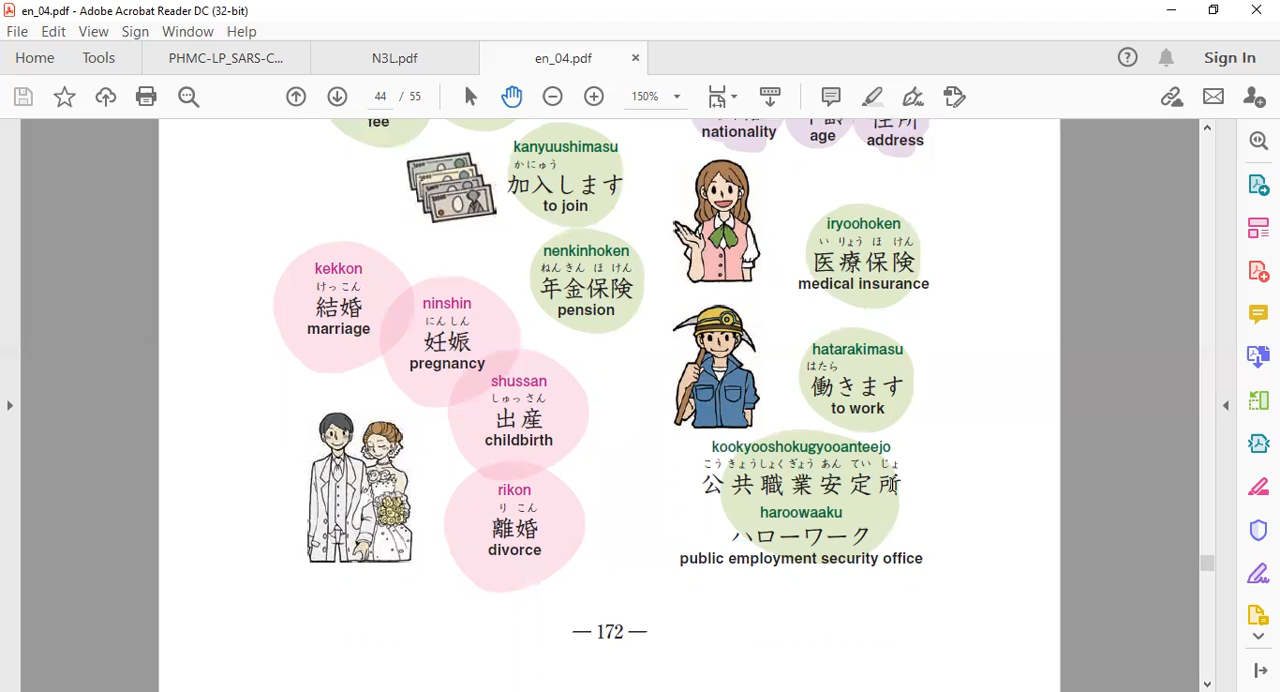 en_04.pdf - Adobe Acrobat Reader DC (32-bit)
File Edit View Sign Window Help
Home Tools PHMC-LP_SARS-C... N3L.pdf en_04.pdf ×
Sign In
44 / 55
150%
fee
kanyuushimasu
かにゅう
加入します
to join
nationality
age
住所
address
iryoohoken
い りょう ほ けん
医療保険
medical insurance
nenkinhoken
ねん きん ほ けん
年金保険
pension
kekkon
けっ こん
結婚
marriage
ninshin
にん しん
妊娠
pregnancy
shussan
しゅっ さん
出産
childbirth
rikon
り こん
離婚
divorce
hatarakimasu
はたら
働きます
to work
kookyooshokugyooanteejo
こう きょう しょく ぎょう あん てい じょ
公共職業安定所
haroowaaku
ハローワーク
public employment security office
— 172 —